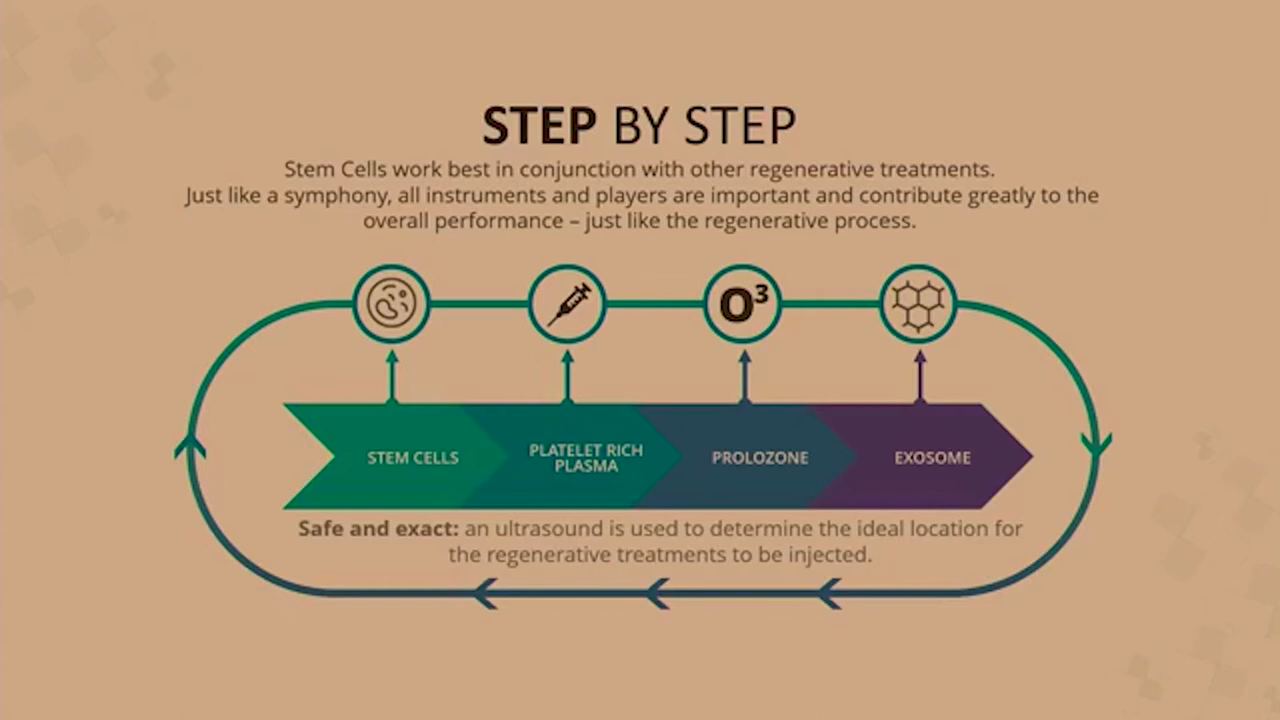 STEP BY STEP
Stem Cells work best in conjunction with other regenerative treatments.
Just like a symphony, all instruments and players are important and contribute greatly to the
overall performance – just like the regenerative process.
O³
STEM CELLS
PLATELET RICH
PLASMA
PROLOZONE
EXOSOME
Safe and exact: an ultrasound is used to determine the ideal location for
the regenerative treatments to be injected.